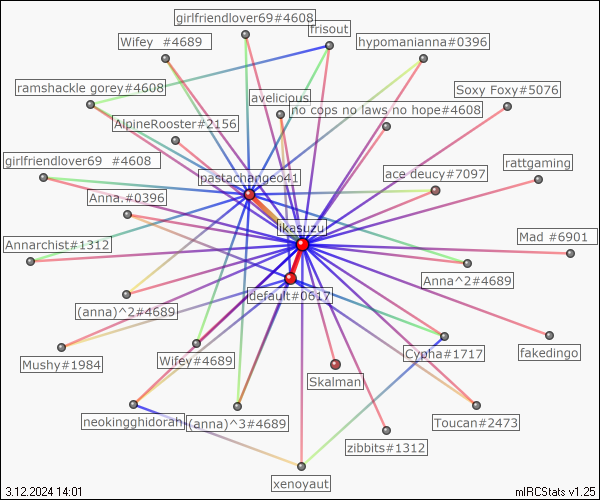 girlfriendlover69#4608
frisout
Wifey  #4689
hypomanianna#0396
ramshackle gorey#4608
Soxy Foxy#5076
avelicious
no cops no laws no hope#4608
AlpineRooster#2156
girlfriendlover69  #4608
rattgaming
pastachangeo41
ace deucy#7097
Anna.#0396
ikesuzu
Mad #6901
Annarchist#1312
Anna^2#4689
default#0617
(anna)^2#4689
Cypha#1717
fakedingo
Wifey#4689
Mushy#1984
Skalman
Toucan#2473
neokingghidorah
(anna)^3#4689
zibbits#1312
xenoyaut
3.12.2024 14:01
mIRCStats v1.25